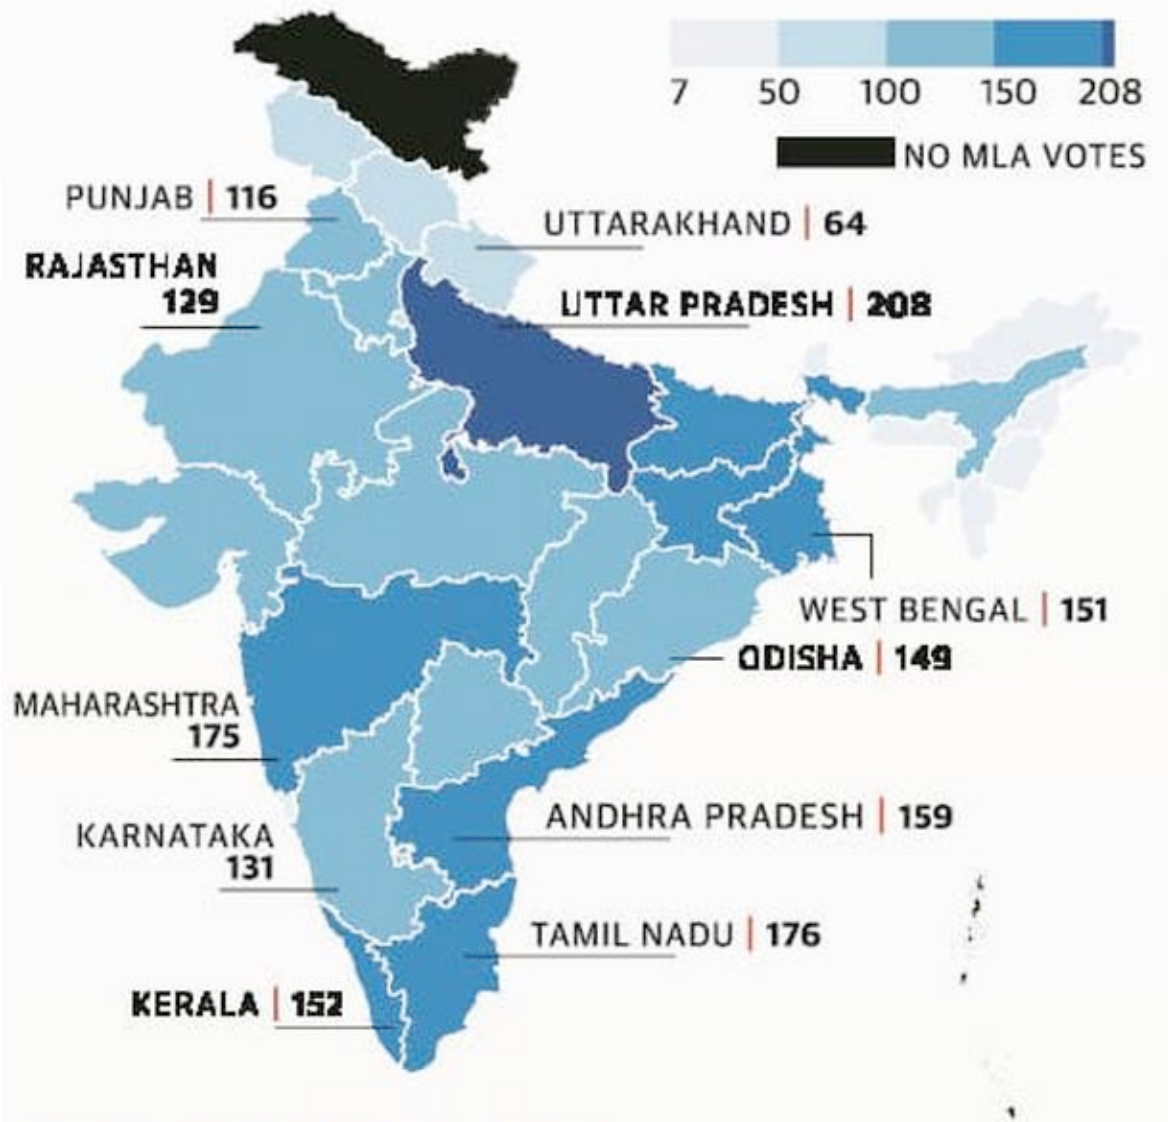 7 50 100 150 208
NO MLA VOTES
PUNJAB | 116
UTTARAKHAND | 64
RAJASTHAN
129
UTTAR PRADESH | 208
WEST BENGAL | 151
ODISHA | 149
MAHARASHTRA
175
ANDHRA PRADESH | 159
KARNATAKA
131
TAMIL NADU | 176
KERALA | 152